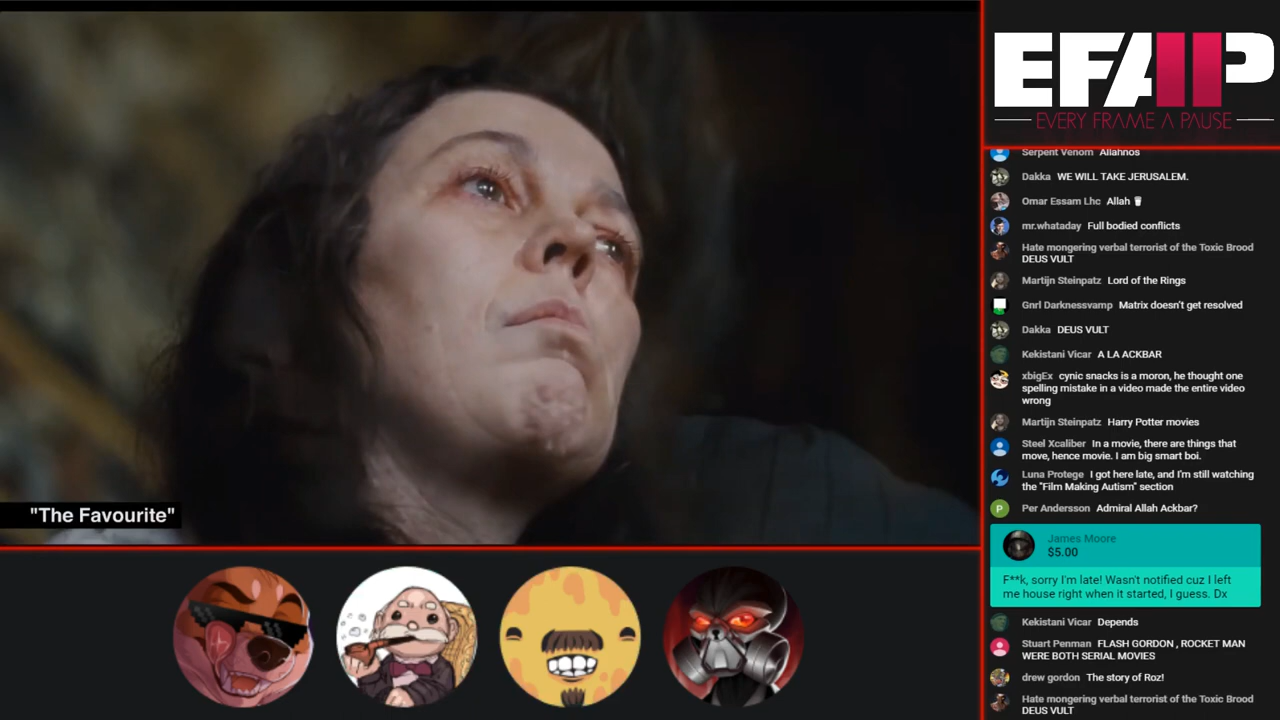 "The Favourite"
EFAP
EVERY FRAME A PAUSE
Serpent Venom Allahnos
Dakka WE WILL TAKE JERUSALEM.
Omar Essam Lhc Allah
mr.whataday Full bodied conflicts
Hate mongering verbal terrorist of the Toxic Brood
DEUS VULT
Martijn Steinpatz Lord of the Rings
Gnrl Darknessvamp Matrix doesn't get resolved
Dakka DEUS VULT
Kekistani Vicar A LA ACKBAR
xbigEx cynic snacks is a moron, he thought one
spelling mistake in a video made the entire video
wrong
Martijn Steinpatz Harry Potter movies
Steel Xcaliber In a movie, there are things that
move, hence movie. I am big smart boi.
Luna Protege I got here late, and I'm still watching
the "Film Making Autism" section
P
Per Andersson Admiral Allah Ackbar?
James Moore
$5.00
F**k, sorry I'm late! Wasn't notified cuz I left
me house right when it started, I guess. Dx
Kekistani Vicar Depends
Stuart Penman FLASH GORDON , ROCKET MAN
WERE BOTH SERIAL MOVIES
drew gordon The story of Roz!
Hate mongering verbal terrorist of the Toxic Brood
DEUS VULT